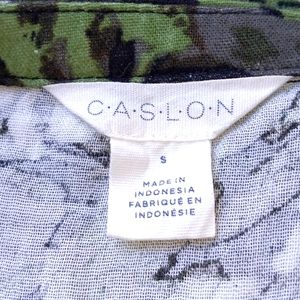 C·A·S·L·O·N
S
MADE IN
INDONESIA
FABRIQUÉ EN
INDONÉSIE